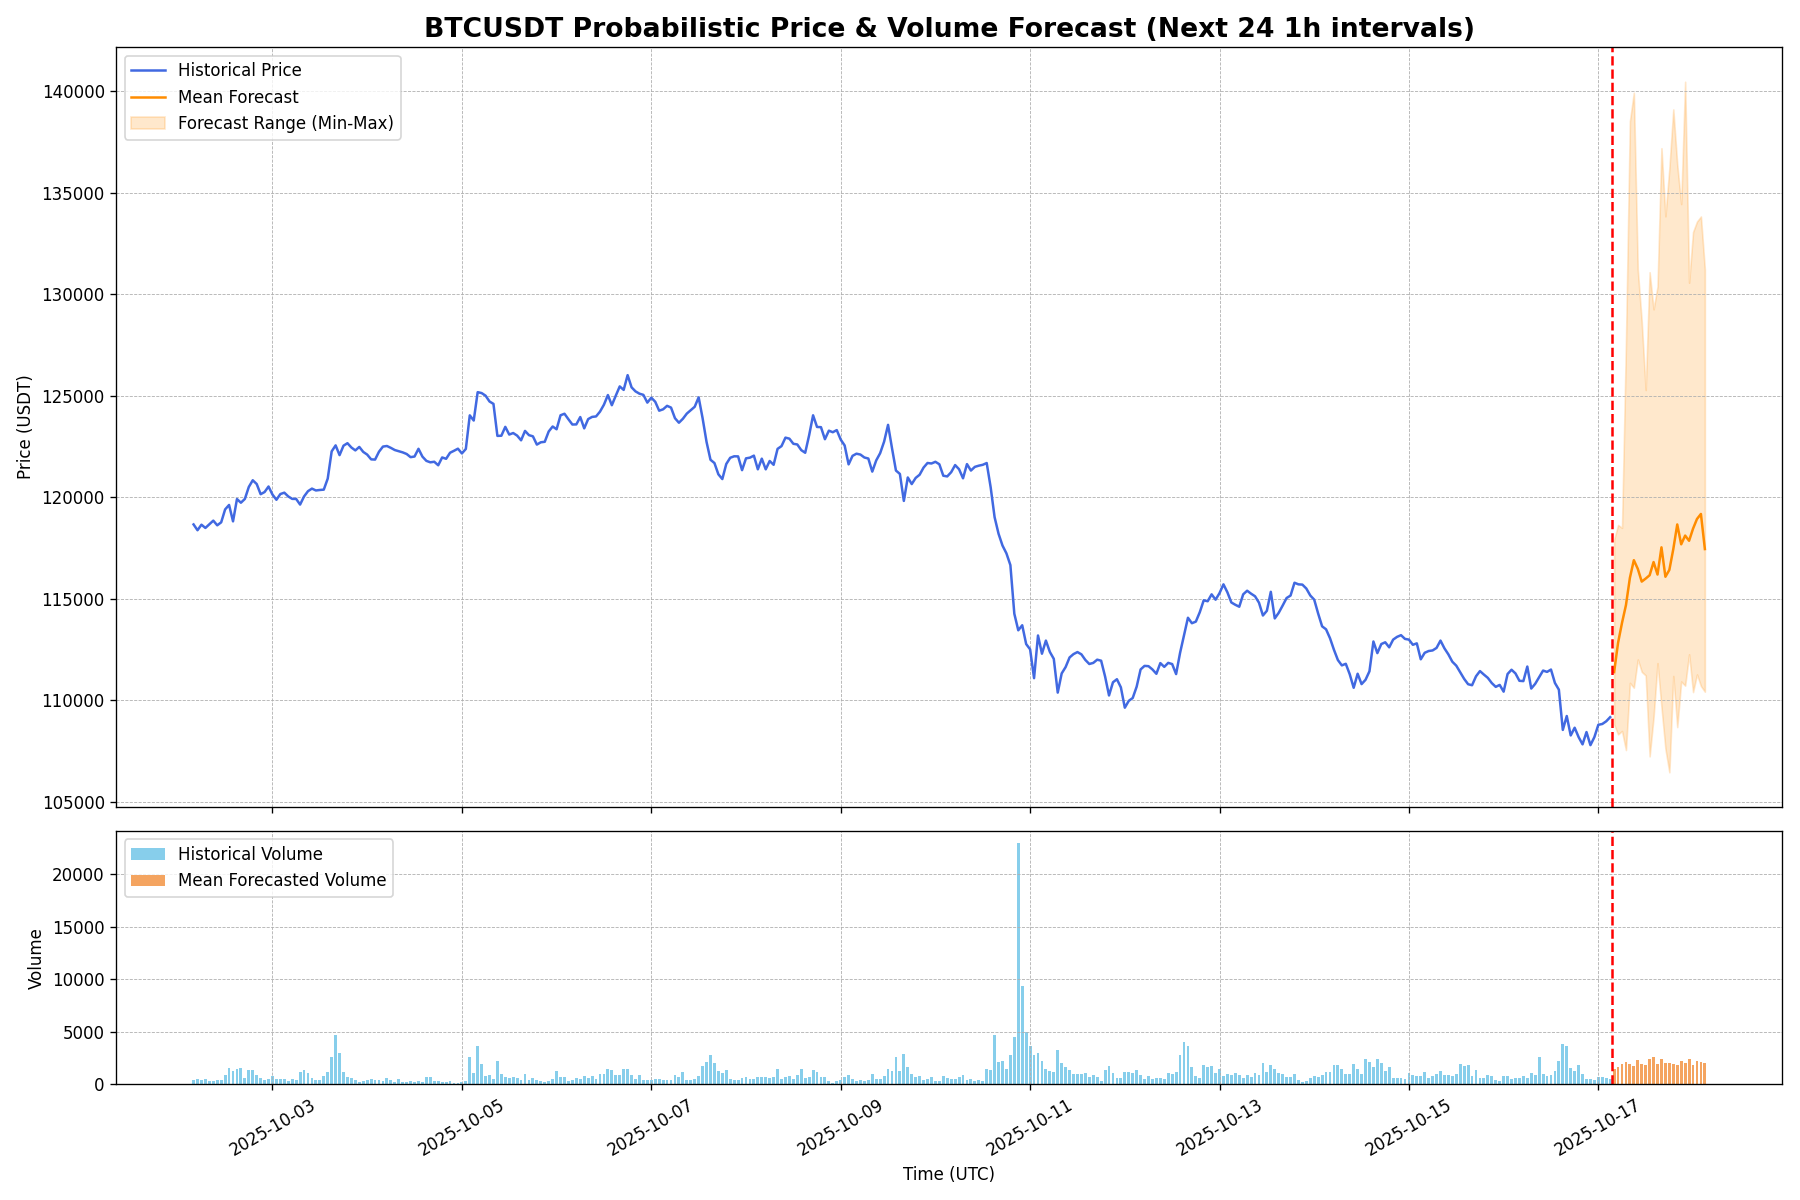 BTCUSDT Probabilistic Price & Volume Forecast (Next 24 1h intervals)
Historical Price
Mean Forecast
Forecast Range (Min-Max)
Price (USDT)
140000
135000
130000
125000
120000
115000
110000
105000
Historical Volume
Mean Forecasted Volume
Volume
20000
15000
10000
5000
0
2025-10-03
2025-10-05
2025-10-07
2025-10-09
2025-10-11
2025-10-13
2025-10-15
2025-10-17
Time (UTC)